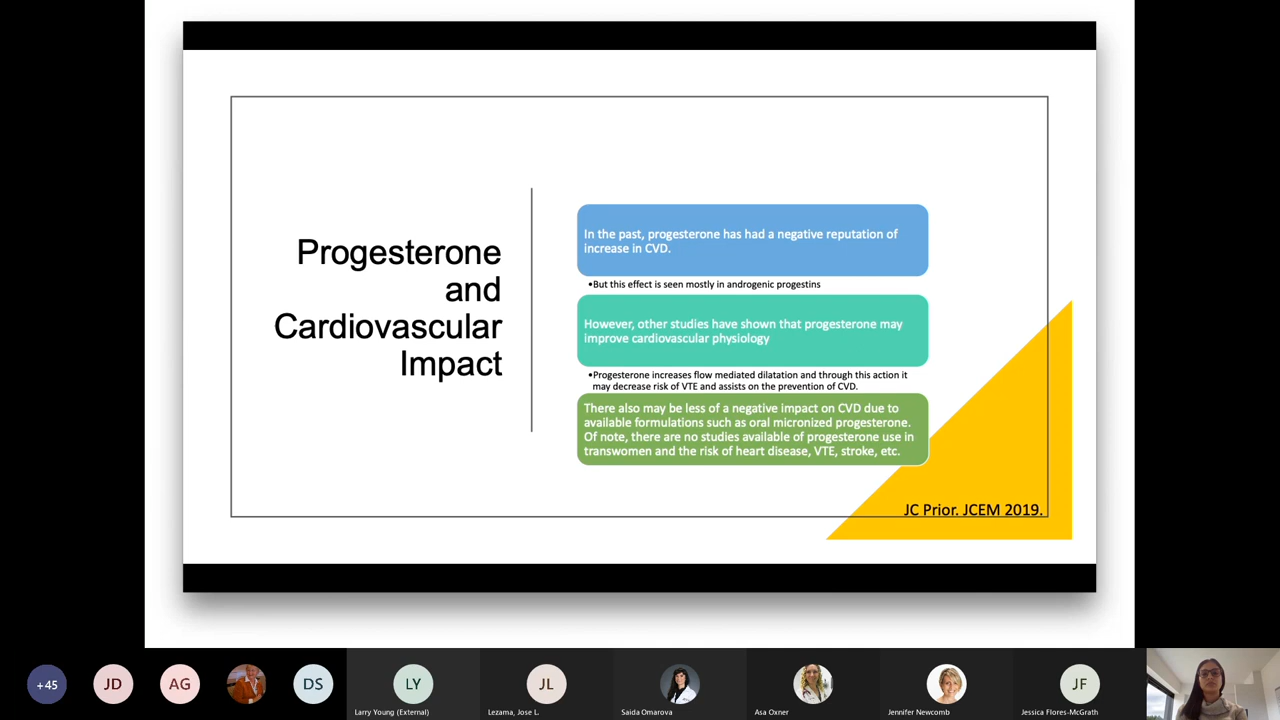 Progesterone
and
Cardiovascular
Impact
In the past, progesterone has had a negative reputation of
increase in CVD.
•But this effect is seen mostly in androgenic progestins
However, other studies have shown that progesterone may
improve cardiovascular physiology
•Progesterone increases flow mediated dilatation and through this action it
may decrease risk of VTE and assists on the prevention of CVD.
There also may be less of a negative impact on CVD due to
available formulations such as oral micronized progesterone.
Of note, there are no studies available of progesterone use in
transwomen and the risk of heart disease, VTE, stroke, etc.
JC Prior. JCEM 2019.
+45
JD
AG
DS
LY
Larry Young (External)
JL
Lezama, Jose L.
Saida Omarova
Asa Oxner
Jennifer Newcomb
JF
Jessica Flores-McGrath